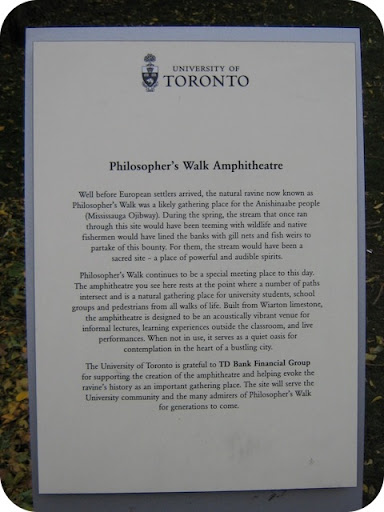 UNIVERSITY OF
TORONTO
Philosopher's Walk Amphitheatre
Well before European settlers arrived, the natural ravine now known as
Philosopher's Walk was a likely gathering place for the Anishinaabe people
(Mississauga Ojibway). During the spring, the stream that once ran
through this site would have been teeming with wildlife and native
fishermen would have lined the banks with gill nets and fish weirs to
partake of this bounty. For them, the stream would have been a
sacred site – a place of powerful and audible spirits.
Philosopher's Walk continues to be a special meeting place to this day.
The amphitheatre you see here rests at the point where a number of paths
intersect and is a natural gathering place for university students, school
groups and pedestrians from all walks of life. Built from Wiarton limestone,
the amphitheatre is designed to be an acoustically vibrant venue for
informal lectures, learning experiences outside the classroom, and live
performances. When not in use, it serves as a quiet oasis for
contemplation in the heart of a bustling city.
The University of Toronto is grateful to TD Bank Financial Group
for supporting the creation of the amphitheatre and helping evoke the
ravine's history as an important gathering place. The site will serve the
University community and the many admirers of Philosopher's Walk
for generations to come.